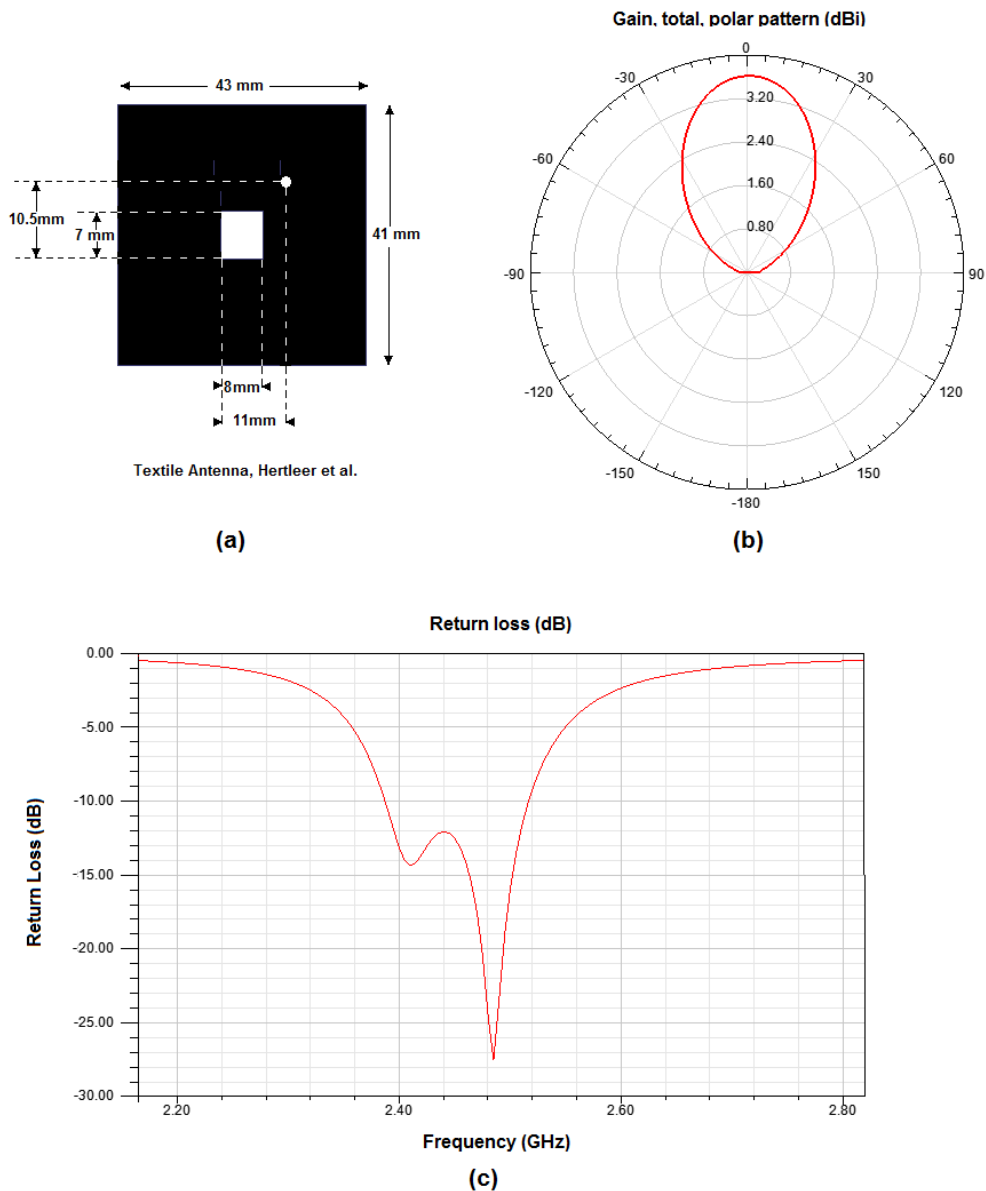 43 mm
10.5mm
7 mm
41 mm
8mm
11mm
Textile Antenna, Hertleer et al.
(a)
Gain, total, polar pattern (dBi)
0
-30
30
3.20
2.40
-60
60
1.60
0.80
-90
90
-120
120
-150
150
-180
(b)
Return loss (dB)
0.00
-5.00
-10.00
-15.00
-20.00
-25.00
-30.00
Return Loss (dB)
2.20
2.40
2.60
2.80
Frequency (GHz)
(c)